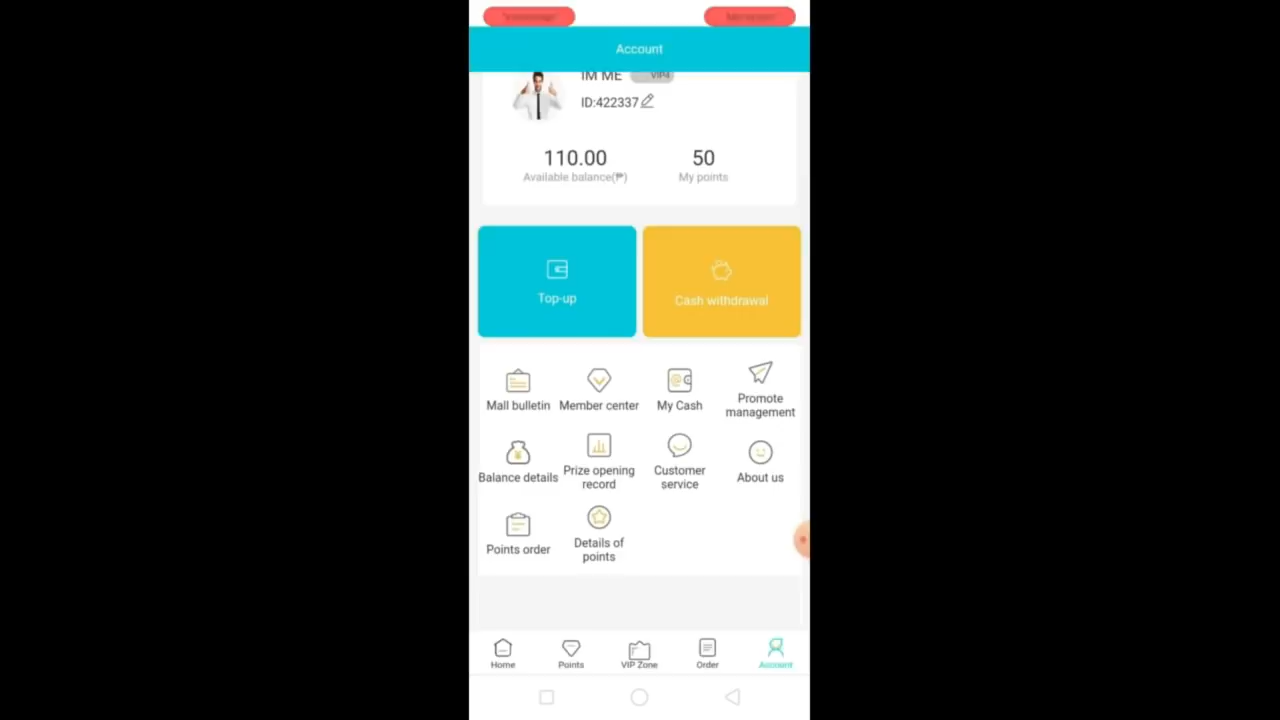 Account
IM ME VIP4
ID:422337
110.00 50
Available balance(₱) My points
Top-up Cash withdrawal
Mall bulletin Member center My Cash Promote management
Balance details Prize opening record Customer service About us
Points order Details of points
Home Points VIP Zone Order Account